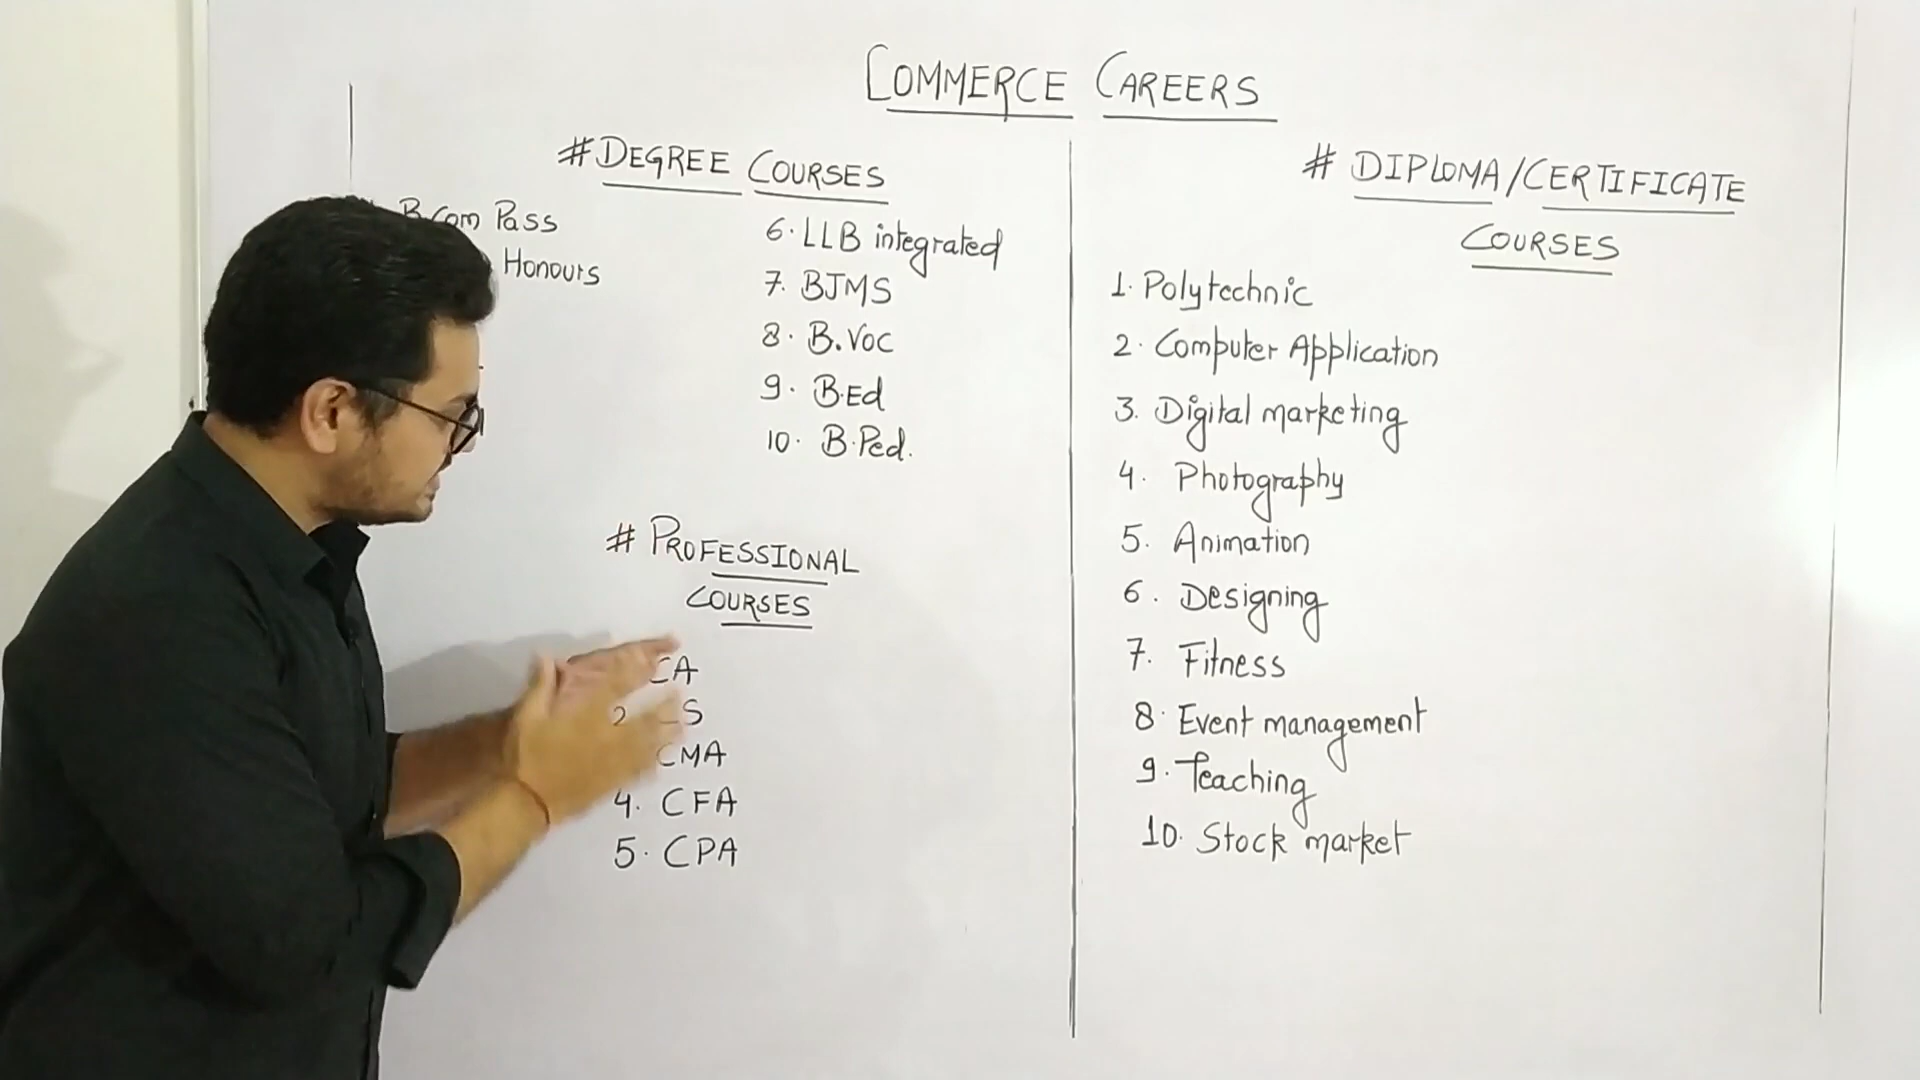 COMMERCE CAREERS
# DEGREE COURSES
B.Com Pass
Honours
6. LLB integrated
7. BJMS
8. B.Voc
9. B.Ed
10. B.Ped.
# PROFESSIONAL
COURSES
CA
2. CS
CMA
4. CFA
5. CPA
# DIPLOMA/CERTIFICATE
COURSES
1. Polytechnic
2. Computer Application
3. Digital marketing
4. Photography
5. Animation
6. Designing
7. Fitness
8. Event management
9. Teaching
10. Stock market